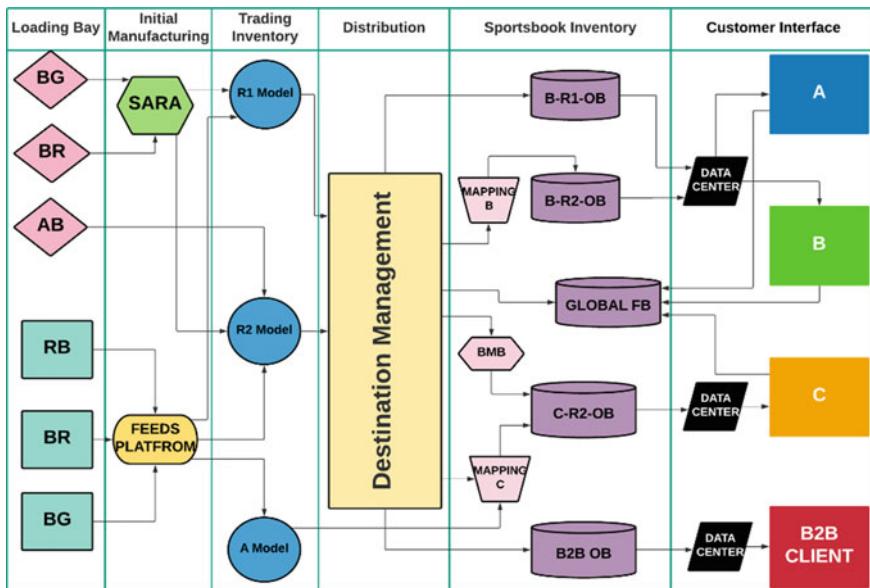 Loading Bay
Initial
Manufacturing
Trading
Inventory
Distribution
Sportsbook Inventory
Customer Interface
BG
BR
AB
RB
BR
BG
SARA
FEEDS
PLATFROM
R1 Model
R2 Model
A Model
Destination Management
B-R1-OB
MAPPING
B
B-R2-OB
GLOBAL FB
BMB
C-R2-OB
MAPPING
C
B2B OB
DATA
CENTER
DATA
CENTER
DATA
CENTER
A
B
C
B2B
CLIENT